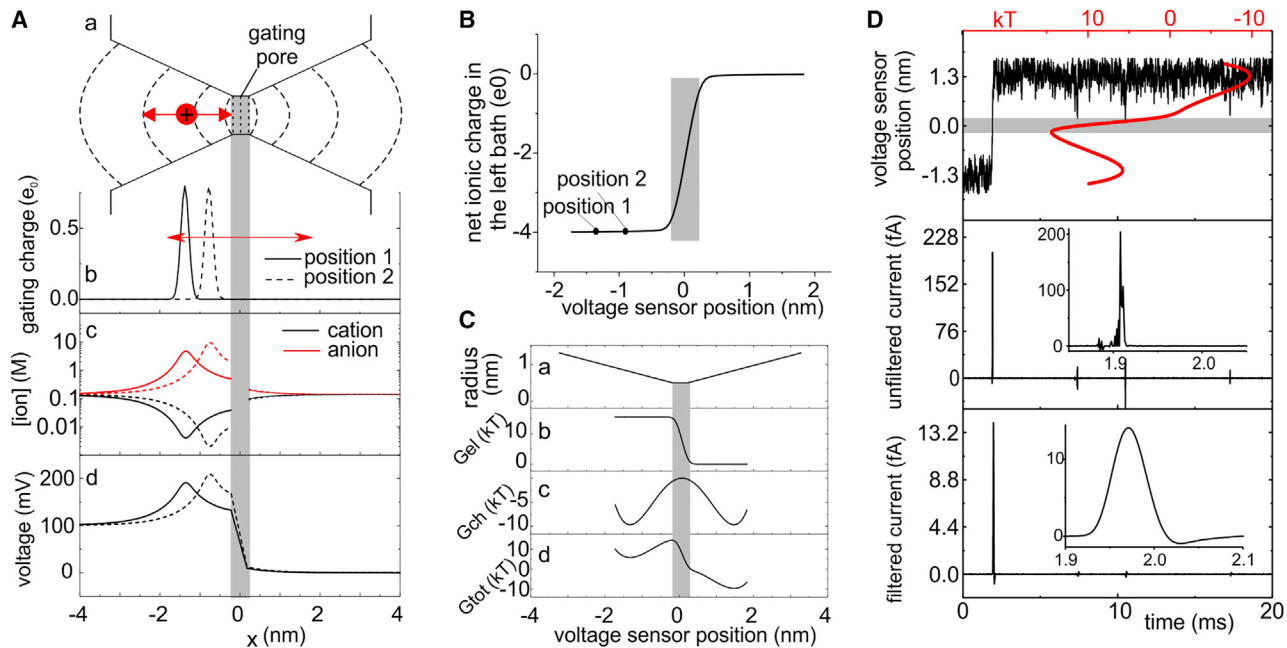 A
a
gating
pore
+
gating charge (e0)
0.5
0.0
b
position 1
position 2
c
cation
anion
[ion] (M)
10
1
0.1
0.01
d
voltage (mV)
200
100
0
-4
-2
0
2
4
x (nm)
B
net ionic charge in
the left bath (e0)
0
-2
-4
position 2
position 1
-2
-1
0
1
2
voltage sensor position (nm)
C
a
radius
(nm)
1
0
b
Gel (kT)
10
0
c
Gch (kT)
-5
-10
d
Gtot (kT)
10
0
-10
-4
-2
0
2
4
voltage sensor position (nm)
D
kT
10
0
-10
voltage sensor
position (nm)
1.3
0.0
-1.3
unfiltered current (fA)
228
152
76
0
200
100
0
1.9
2.0
filtered current (fA)
13.2
8.8
4.4
0.0
10
0
1.9
2.0
2.1
0
10
20
time (ms)